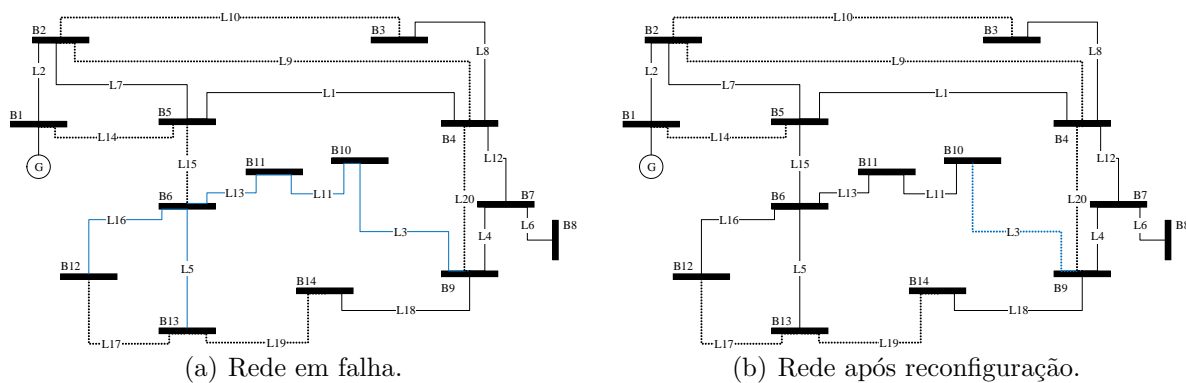 L10
B2
B3
L2
L8
L9
L7
B1
L1
B5
L14
B4
G
B10
L12
B11
L15
B6
L13
L11
B7
L16
L20
L6
B8
L3
L4
L5
B12
B14
B9
B13
L18
L17
L19
(a) Rede em falha.
L10
B2
B3
L2
L8
L9
L7
B1
L1
B5
L14
B4
G
B10
L12
B11
L15
B6
L13
L11
B7
L16
L20
L6
B8
L3
L4
L5
B12
B14
B9
B13
L18
L17
L19
(b) Rede após reconfiguração.